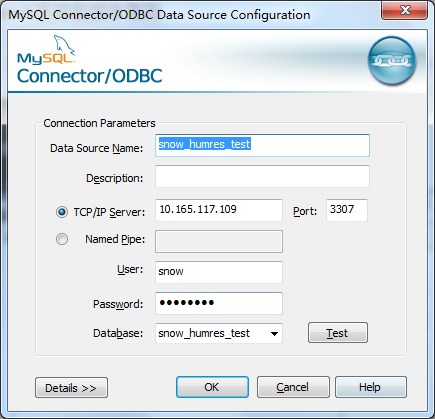 MySQL Connector/ODBC Data Source Configuration
MySQL
Connector/ODBC
Connection Parameters
Data Source Name: snow_humres_test
Description:
TCP/IP Server: 10.165.117.109 Port: 3307
Named Pipe:
User: snow
Password: ●●●●●●●●
Database: snow_humres_test Test
Details >> OK Cancel Help